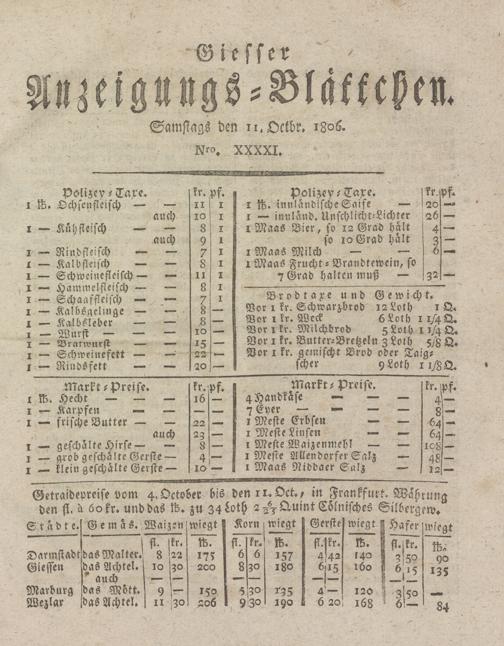 Giesser
Anzeigungs-Blättchen.
Samstags den 11. Octbr. 1806.
Nro. XXXXI.
Polizey-Taxe. kr. pf.
1 ℔. Ochsenfleisch — — 11 1
auch 10 1
1 — Kühfleisch — — 8 1
auch 9 1
1 — Rindfleisch — — 7 1
1 — Kalbfleisch — — 8 1
1 — Schweinefleisch — 11 1
1 — Hammelfleisch — 8 1
1 — Schaaffleisch — 7 1
1 — Kalbsgelinge — 8 —
1 — Kalbsleber — 8 —
1 — Wurst — — 10 —
1 — Bratwurst — 15 —
1 — Schweinefett — 22 —
1 — Rindsfett — 20 —
Polizey-Taxe. kr. pf.
1 ℔. innländische Saife — 20 —
1 — innländ. Unschlicht-Lichter 26 —
1 Maas Bier, so 12 Grad hält 4 —
so 10 Grad hält 3 —
1 Maas Milch — — 6 —
1 Maas Frucht-Brandtewein, so
7 Grad halten muß — 32 —
Brodtaxe und Gewicht.
Vor 1 kr. Schwarzbrod 12 Loth 1 Q.
Vor 1 kr. Weck 6 Loth 1 1/4 Q.
Vor 1 kr. Milchbrod 5 Loth 1 1/4 Q.
Vor 1 kr. Butter-Bretzeln 3 Loth 5/8 Q.
Vor 1 kr. gemischt Brod oder Taig-
scher 9 Loth 1 1/8 Q.
Markt-Preise. kr. pf.
1 ℔. Hecht — — 16 —
1 — Karpfen — — — —
1 — frische Butter — 22 —
auch 23 —
1 — geschälte Hirse — 8 —
1 — grob geschälte Gerste — 4 —
1 — klein geschälte Gerste — 10 —
Markt-Preise. kr. pf.
4 Handkäse — — — 4 —
7 Eyer — — — 8 —
1 Meste Erbsen — — 64 —
1 Meste Linsen — — 64 —
1 Meste Waizenmehl — — 108 —
1 Meste Allendorfer Salz — 48 —
1 Maas Niddaer Salz — 12 —
Getraidepreise vom 4. October bis den 11. Oct., in Frankfurt. Währung
den fl. à 60 kr. und das ℔. zu 34 Loth 2 6/23 Quint Cölnisches Silbergew.
Städte. Gemäs. Waizen wiegt Korn wiegt Gerste wiegt Hafer wiegt
fl. kr. ℔. fl. kr. ℔. fl. kr. ℔. fl. kr. ℔.
Darmstadt das Malter. 8 22 175 6 6 157 4 42 140 3 50 90
Giessen das Achtel. 10 30 200 8 30 180 6 15 160 6 15 135
auch — — — — — — — —
Marburg das Mött. 9 — 150 5 30 135 4 — 120 3 50 —
Wezlar das Achtel. 11 30 206 9 30 190 6 20 168 6 — 84